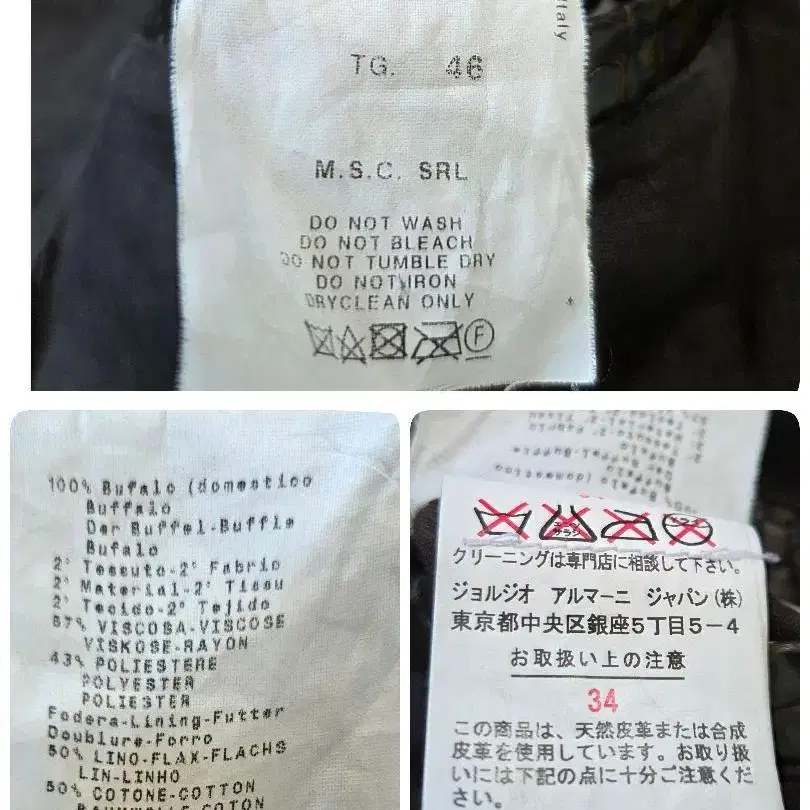 Italy
TG. 46
M.S.C. SRL
DO NOT WASH
DO NOT BLEACH
DO NOT TUMBLE DRY
DO NOT IRON
DRYCLEAN ONLY
F
100% Bufalo (domestico
Buffalo
Der Buffel-Buffle
Bufalo
2° Tessuto-2° Fabric
2° Material-2° Tissu
2° Tecido-2° Tejido
57% VISCOSA-VISCOSE
VISKOSE-RAYON
43% POLIESTERE
POLYESTER
POLIESTER
Fodera-Lining-Futter
Doublure-Forro
50% LINO-FLAX-FLACHS
LIN-LINHO
50% COTONE-COTTON
BAUMWOLLE-COTON
(domestico
クリーニングは専門店に相談して下さい。
ジョルジオ アルマーニ ジャパン(株)
東京都中央区銀座5丁目5-4
お取扱い上の注意
34
この商品は、天然皮革または合成
皮革を使用しています。お取り扱
いには下記の点に十分ご注意くだ
さい。